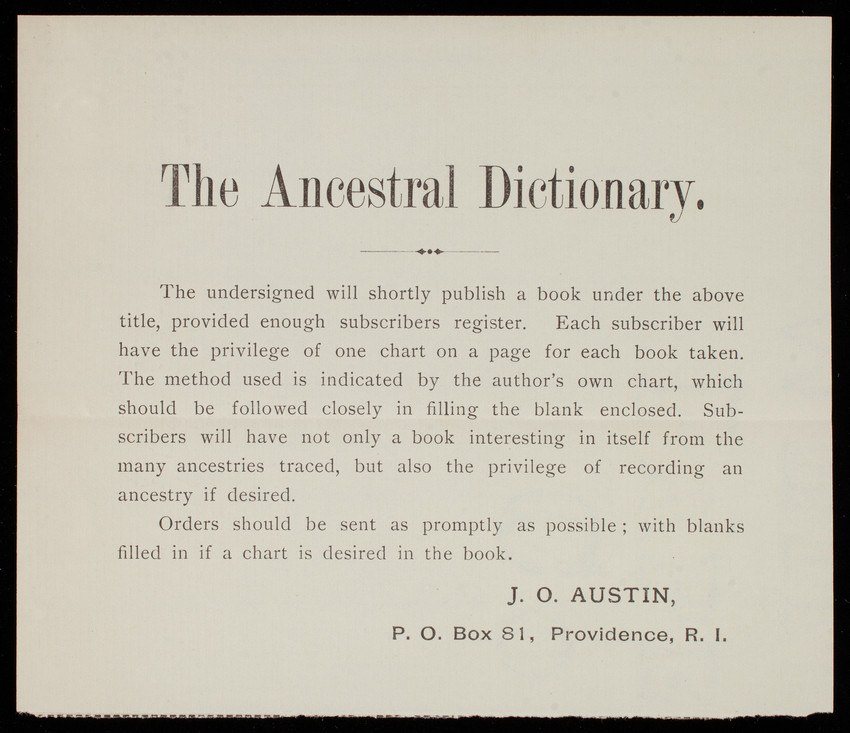 The Ancestral Dictionary.
The undersigned will shortly publish a book under the above
title, provided enough subscribers register. Each subscriber will
have the privilege of one chart on a page for each book taken.
The method used is indicated by the author's own chart, which
should be followed closely in filling the blank enclosed. Sub-
scribers will have not only a book interesting in itself from the
many ancestries traced, but also the privilege of recording an
ancestry if desired.
Orders should be sent as promptly as possible; with blanks
filled in if a chart is desired in the book.
J. O. AUSTIN,
P. O. Box 81, Providence, R. I.